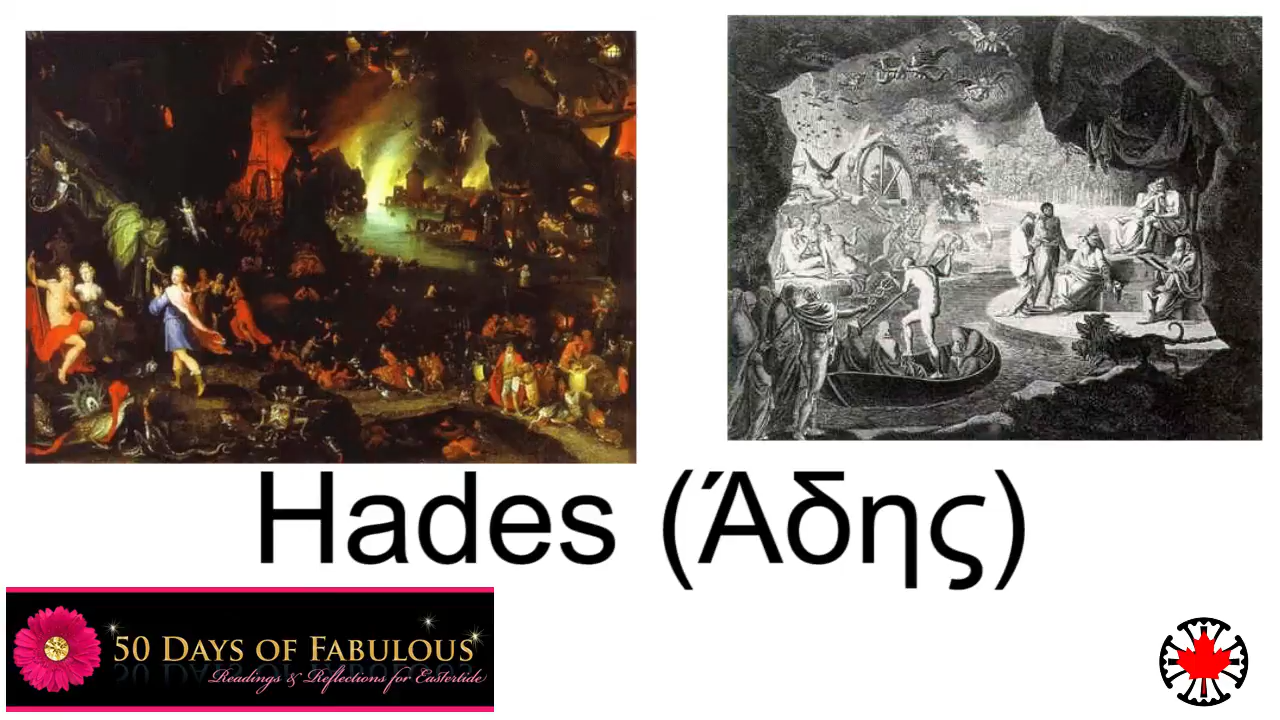 Hades (Άδης)
50 Days of Fabulous
Readings & Reflections for Eastertide